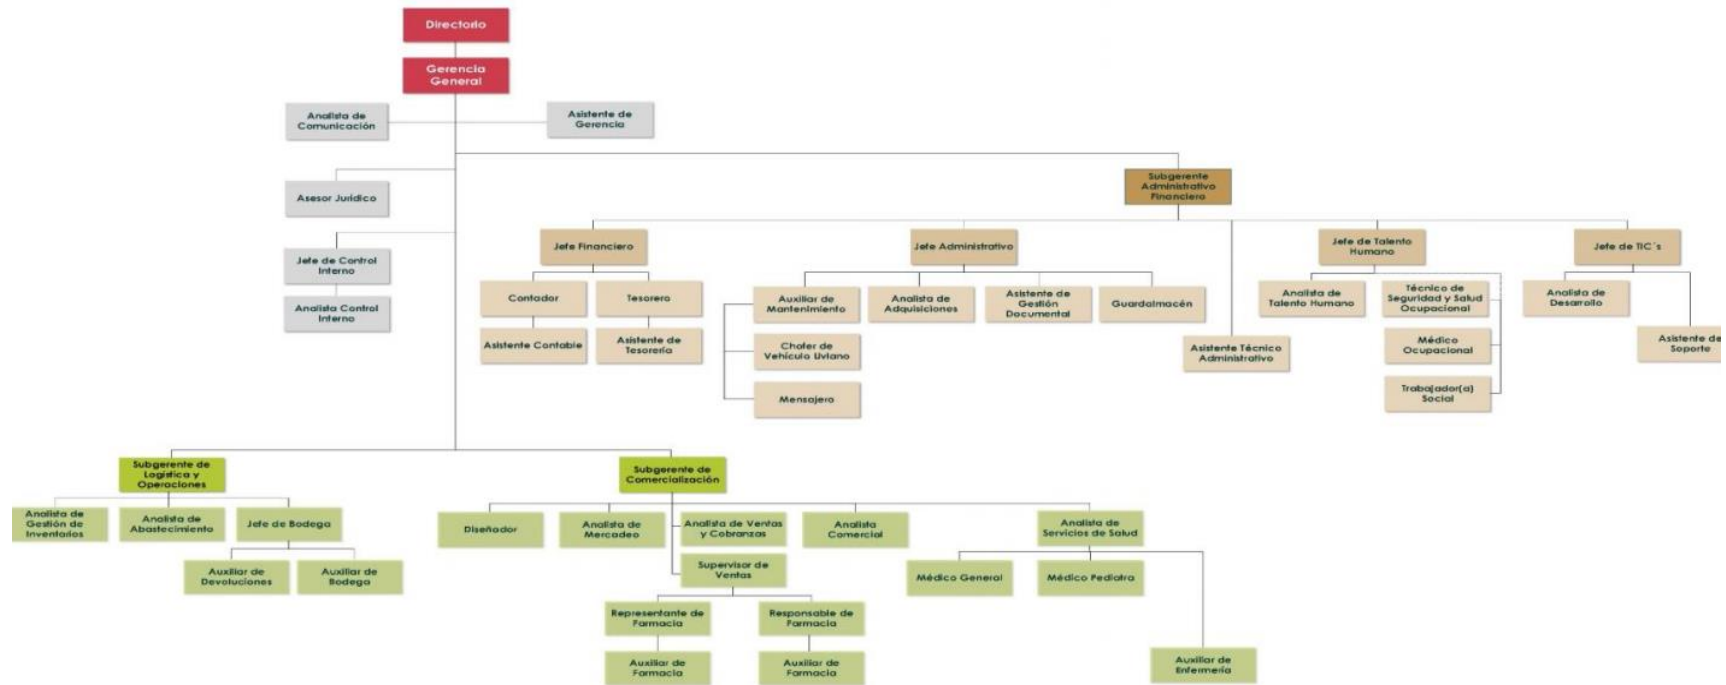 Directorio
Gerencia
General
Analista de
Comunicación
Asistente de
Gerencia
Asesor Jurídico
Subgerente
Administrativo
Financiero
Jefe de Control
Interno
Analista Control
Interno
Jefe Financiero
Jefe Administrativo
Jefe de Talento
Humano
Jefe de TIC´s
Contador
Tesorero
Asistente Contable
Asistente de
Tesorería
Auxiliar de
Mantenimiento
Analista de
Adquisiciones
Asistente de
Gestión
Documental
Guardalmacén
Chofer de
Vehículo Liviano
Mensajero
Asistente Técnico
Administrativo
Analista de
Talento Humano
Técnico de
Seguridad y Salud
Ocupacional
Médico
Ocupacional
Trabajador(a)
Social
Analista de
Desarrollo
Asistente de
Soporte
Subgerente de
Logística y
Operaciones
Subgerente de
Comercialización
Analista de
Gestión de
Inventarios
Analista de
Abastecimiento
Jefe de Bodega
Auxiliar de
Devoluciones
Auxiliar de
Bodega
Diseñador
Analista de
Mercadeo
Analista de Ventas
y Cobranzas
Analista
Comercial
Analista de
Servicios de Salud
Supervisor de
Ventas
Médico General
Médico Pediatra
Representante de
Farmacia
Responsable de
Farmacia
Auxiliar de
Farmacia
Auxiliar de
Farmacia
Auxiliar de
Enfermería